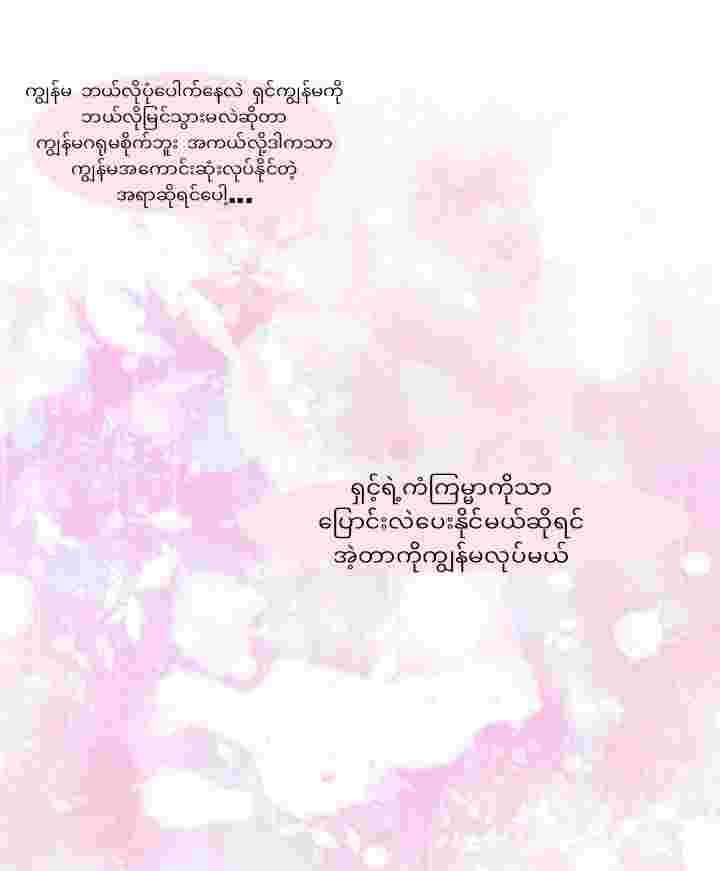 ကျွန်မ ဘယ်လိုပုံပေါက်နေလဲ ရှင်ကျွန်မကို
ဘယ်လိုမြင်သွားမလဲဆိုတာ
ကျွန်မဂရုမစိုက်ဘူး အကယ်လို့ဒါကသာ
ကျွန်မအကောင်းဆုံးလုပ်နိုင်တဲ့
အရာဆိုရင်ပေါ့...
ရှင့်ရဲ့ကံကြမ္မာကိုသာ
ပြောင်းလဲပေးနိုင်မယ်ဆိုရင်
အဲ့တာကိုကျွန်မလုပ်မယ်